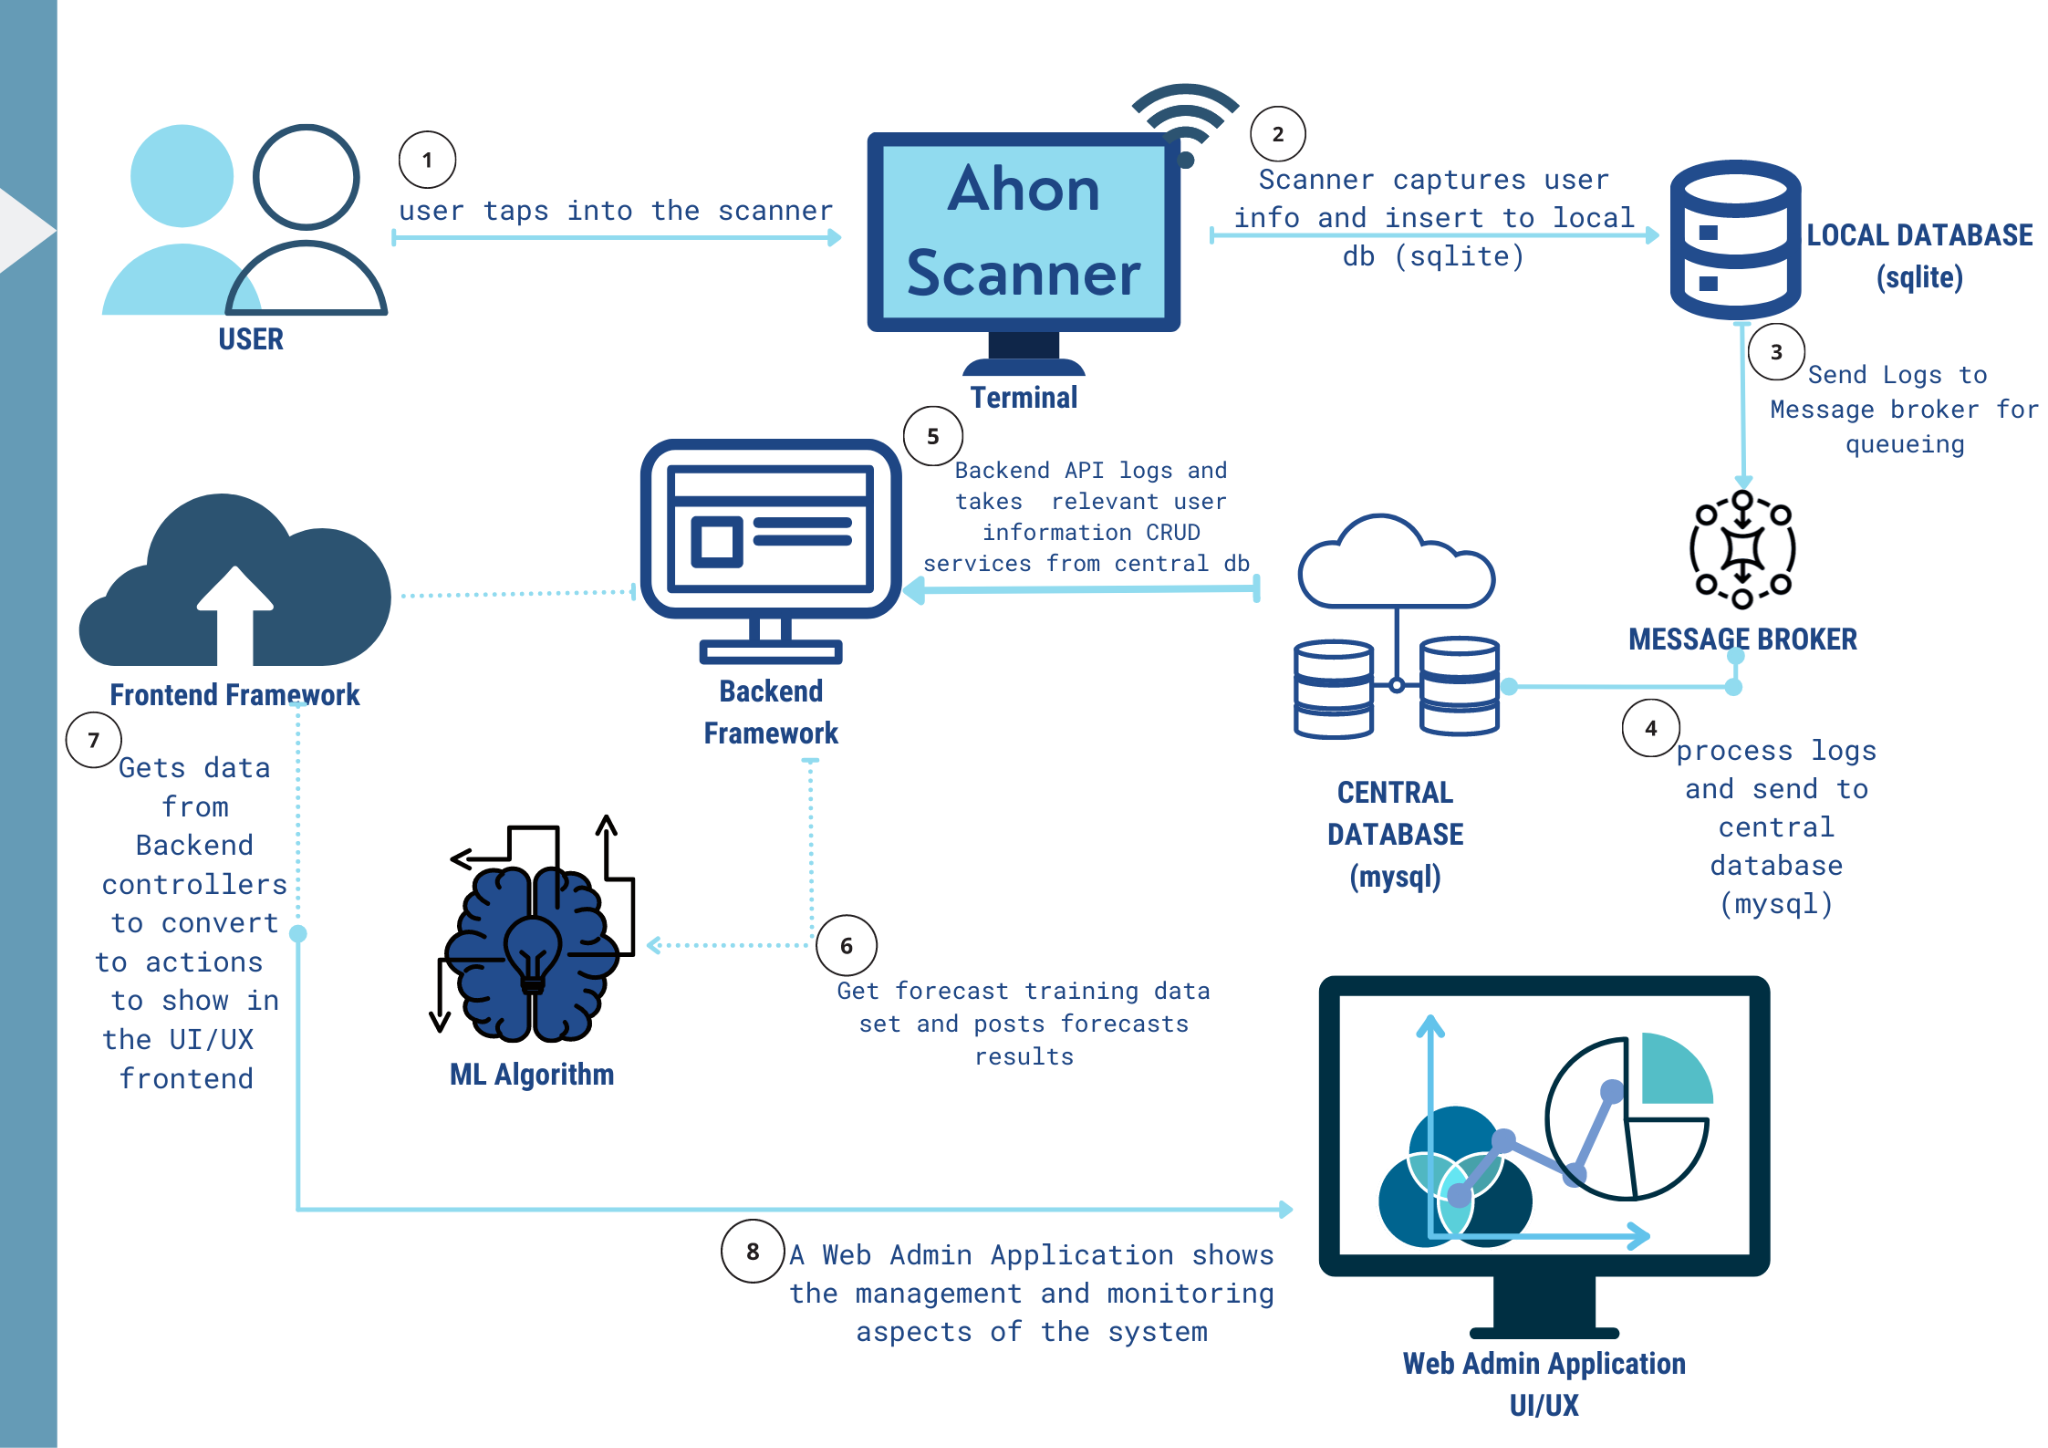 1
user taps into the scanner
USER
Ahon
Scanner
Terminal
2
Scanner captures user
info and insert to local
db (sqlite)
LOCAL DATABASE
(sqlite)
3
Send Logs to
Message broker for
queueing
MESSAGE BROKER
4
process logs
and send to
central
database
(mysql)
CENTRAL
DATABASE
(mysql)
5
Backend API logs and
takes  relevant user
information CRUD
services from central db
Backend
Framework
6
Get forecast training data
set and posts forecasts
results
ML Algorithm
Frontend Framework
7
Gets data
from
Backend
controllers
to convert
to actions
to show in
the UI/UX
frontend
8
A Web Admin Application shows
the management and monitoring
aspects of the system
Web Admin Application
UI/UX